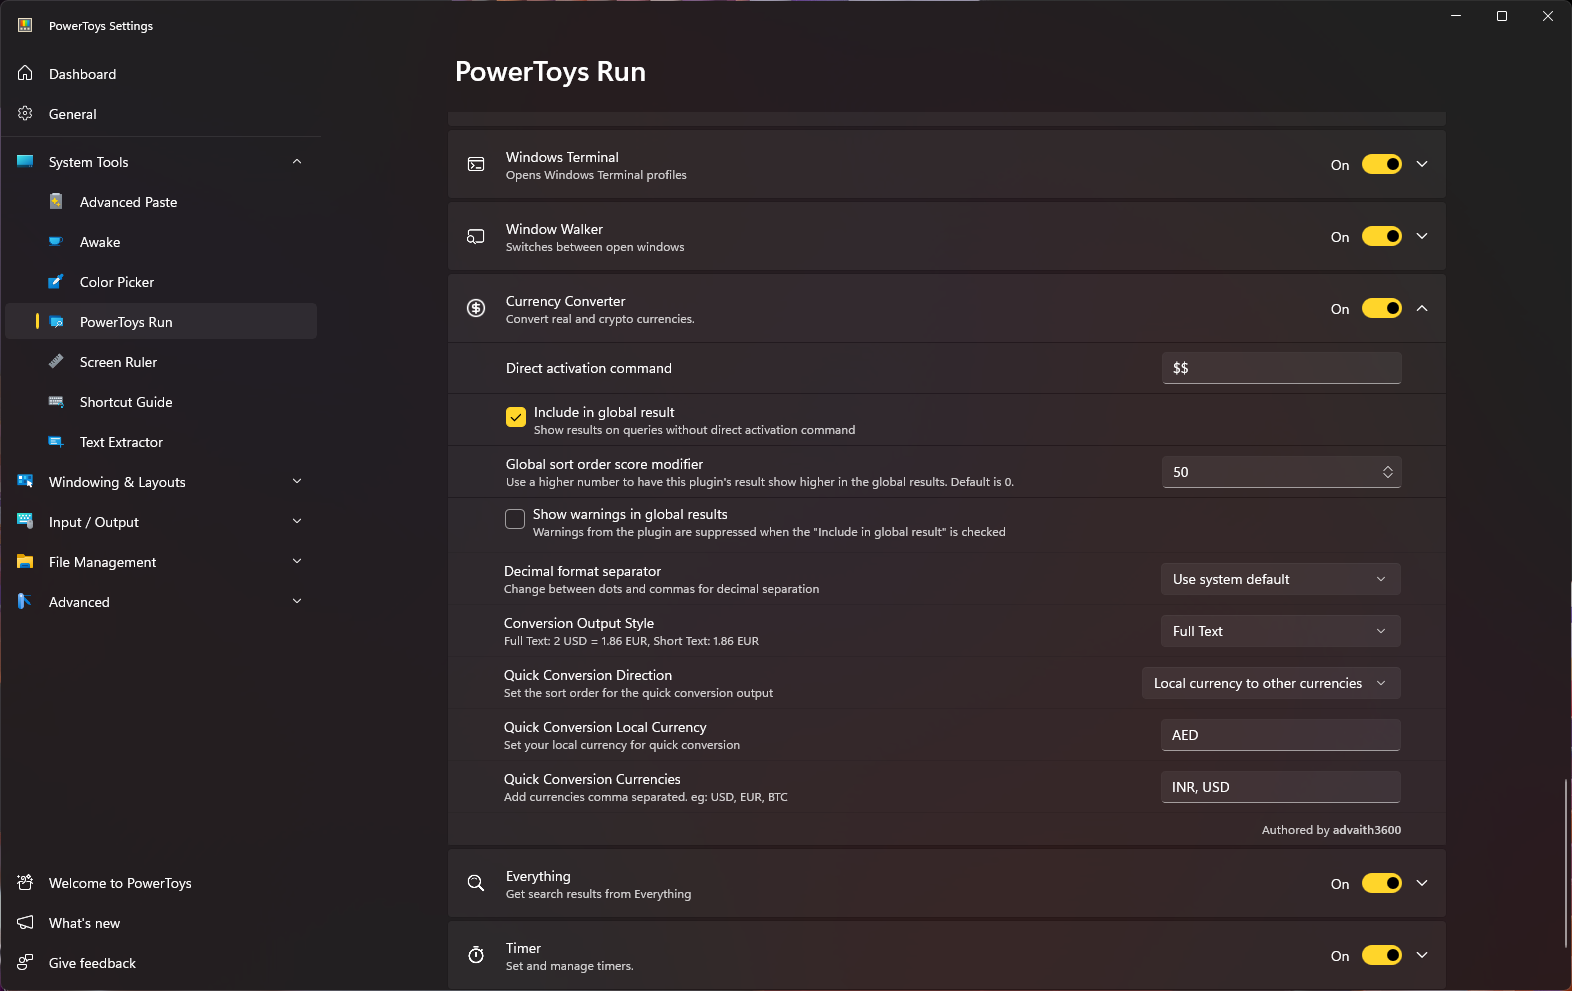 PowerToys Settings
Dashboard
General
System Tools
Advanced Paste
Awake
Color Picker
PowerToys Run
Screen Ruler
Shortcut Guide
Text Extractor
Windowing & Layouts
Input / Output
File Management
Advanced
Welcome to PowerToys
What's new
Give feedback
PowerToys Run
Windows Terminal
Opens Windows Terminal profiles
On
Window Walker
Switches between open windows
On
Currency Converter
Convert real and crypto currencies.
On
Direct activation command
$$
Include in global result
Show results on queries without direct activation command
Global sort order score modifier
Use a higher number to have this plugin's result show higher in the global results. Default is 0.
50
Show warnings in global results
Warnings from the plugin are suppressed when the "Include in global result" is checked
Decimal format separator
Change between dots and commas for decimal separation
Use system default
Conversion Output Style
Full Text: 2 USD = 1.86 EUR, Short Text: 1.86 EUR
Full Text
Quick Conversion Direction
Set the sort order for the quick conversion output
Local currency to other currencies
Quick Conversion Local Currency
Set your local currency for quick conversion
AED
Quick Conversion Currencies
Add currencies comma separated. eg: USD, EUR, BTC
INR, USD
Authored by advaith3600
Everything
Get search results from Everything
On
Timer
Set and manage timers.
On